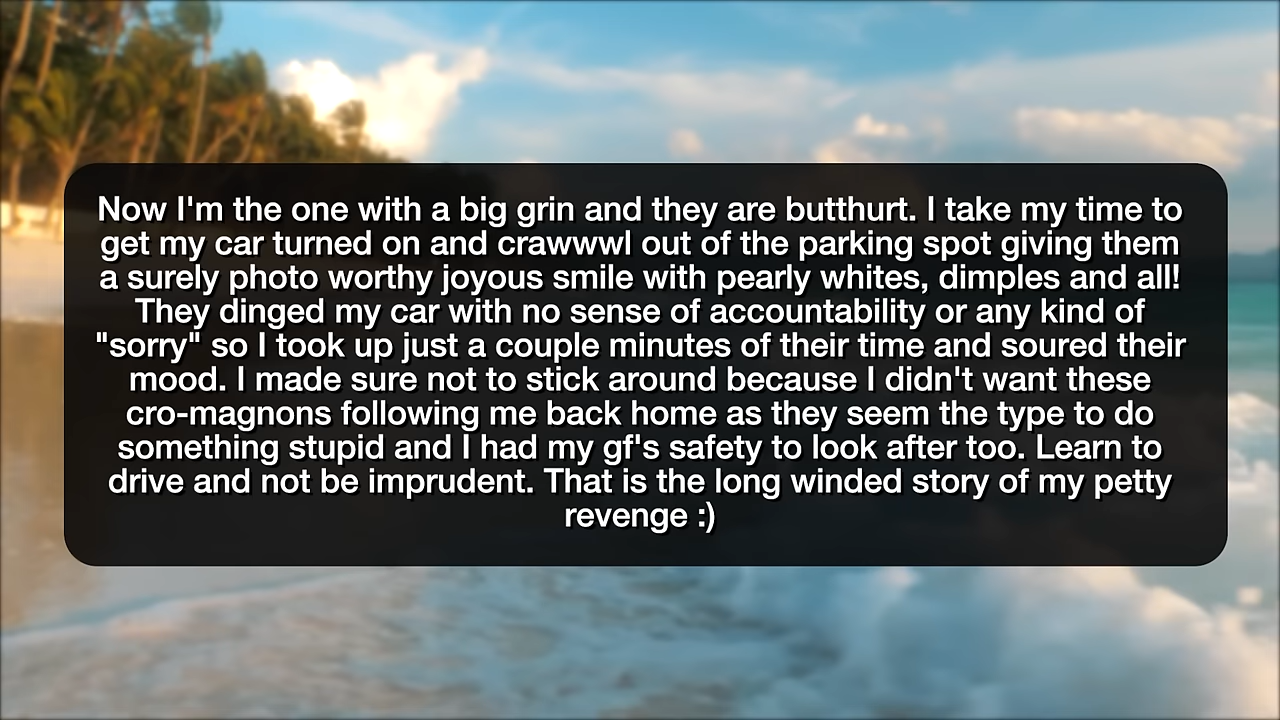 Now I'm the one with a big grin and they are butthurt. I take my time to
get my car turned on and crawwwl out of the parking spot giving them
a surely photo worthy joyous smile with pearly whites, dimples and all!
They dinged my car with no sense of accountability or any kind of
"sorry" so I took up just a couple minutes of their time and soured their
mood. I made sure not to stick around because I didn't want these
cro-magnons following me back home as they seem the type to do
something stupid and I had my gf's safety to look after too. Learn to
drive and not be imprudent. That is the long winded story of my petty
revenge :)